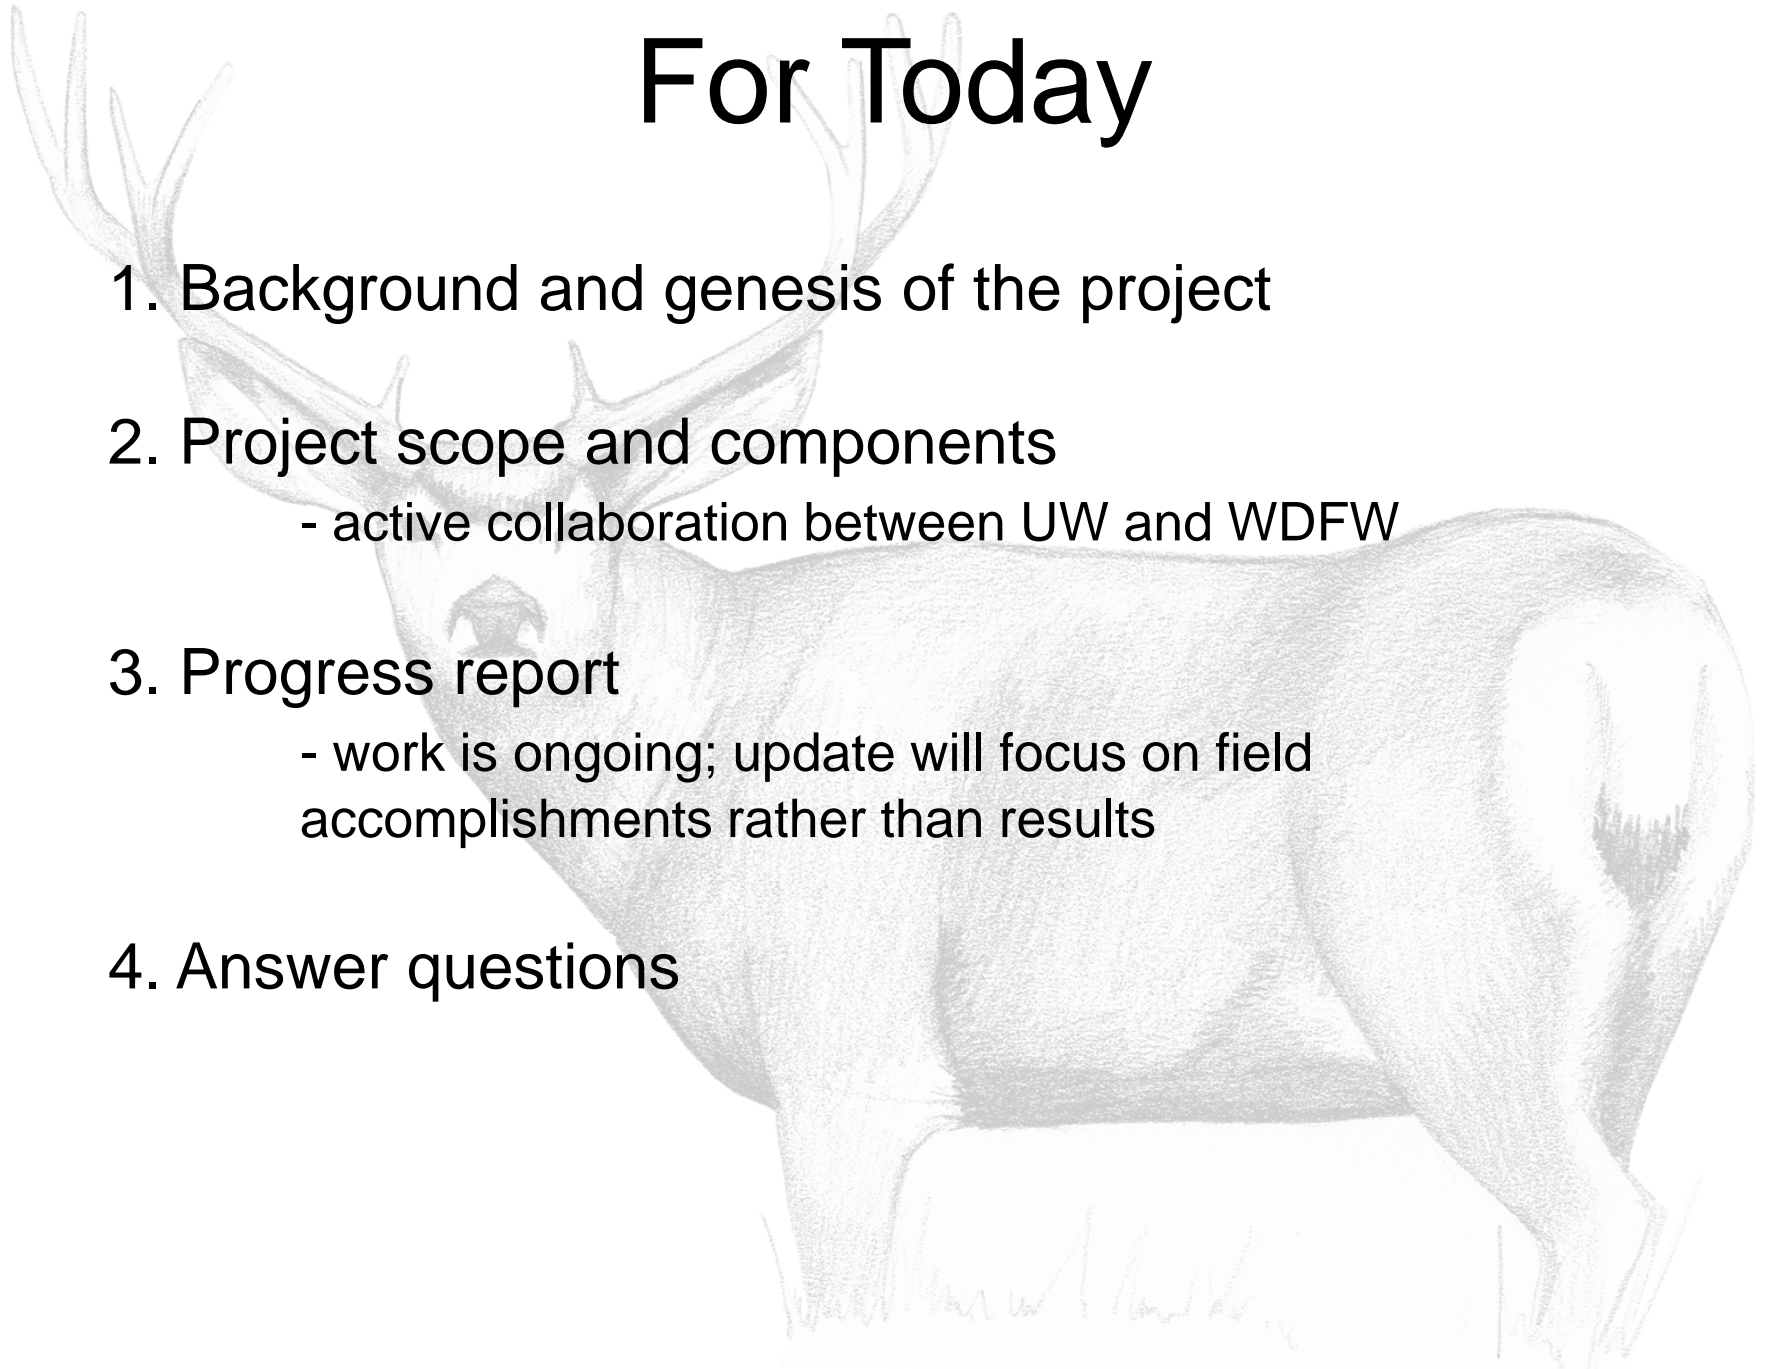 For Today
1. Background and genesis of the project
2. Project scope and components
- active collaboration between UW and WDFW
3. Progress report
- work is ongoing; update will focus on field
accomplishments rather than results
4. Answer questions